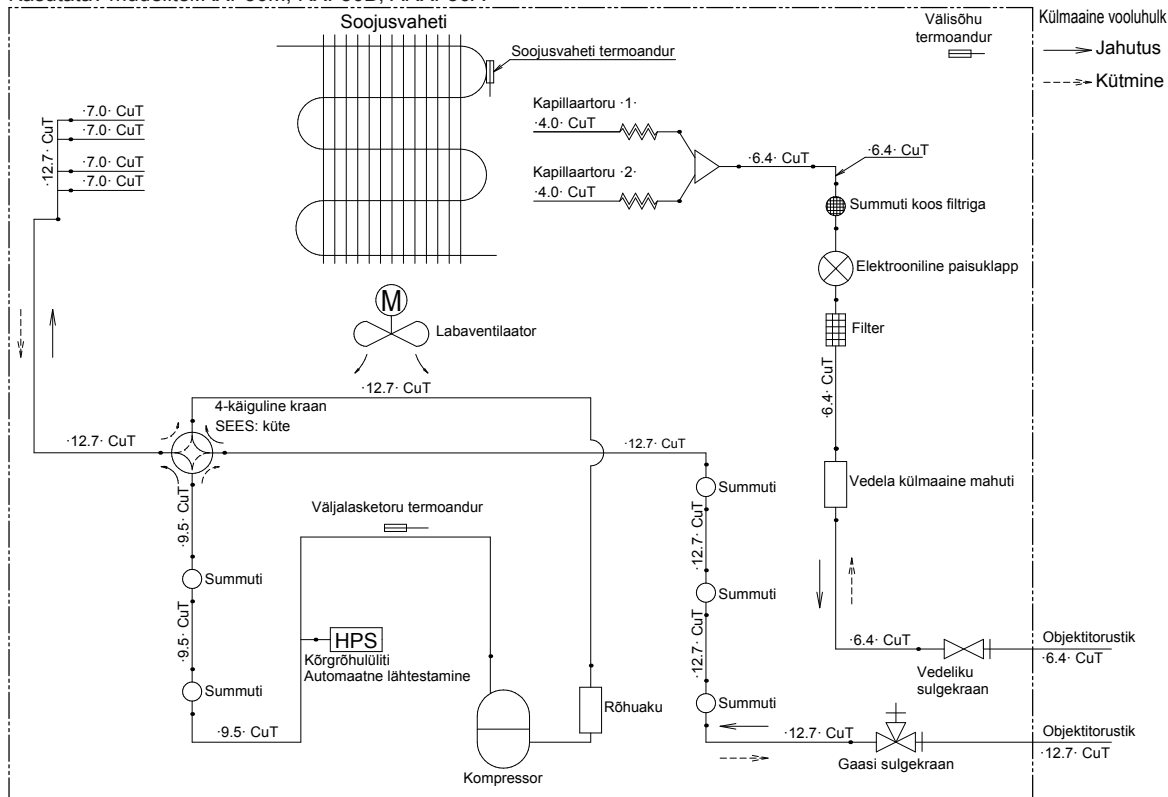 Soojusvaheti
Soojusvaheti termoandur
Välisõhu
termoandur
Külmaaine vooluhulk
Jahutus
Kütmine
·7.0· CuT
·7.0· CuT
·7.0· CuT
·7.0· CuT
·12.7· CuT
Kapillaartoru ·1·
·4.0· CuT
Kapillaartoru ·2·
·4.0· CuT
·6.4· CuT
·6.4· CuT
Summuti koos filtriga
Elektrooniline paisuklapp
Filter
M
Labaventilaator
·12.7· CuT
·6.4· CuT
4-käiguline kraan
SEES: küte
·12.7· CuT
·12.7· CuT
Vedela külmaaine mahuti
Summuti
·9.5· CuT
Väljalasketoru termoandur
·12.7· CuT
Summuti
Summuti
·9.5· CuT
HPS
Kõrgrõhulüliti
Automaatne lähtestamine
·12.7· CuT
·6.4· CuT
Vedeliku
sulgekraan
Objektitorustik
·6.4· CuT
Summuti
Rõhuaku
Summuti
·9.5· CuT
Kompressor
·12.7· CuT
Gaasi sulgekraan
Objektitorustik
·12.7· CuT